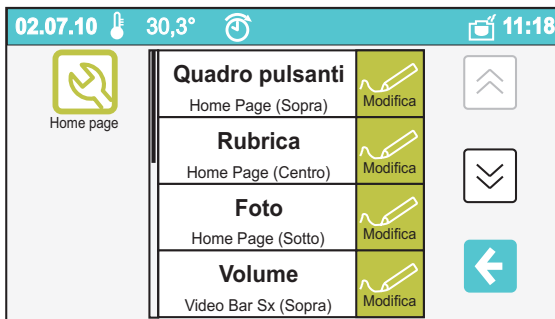 02.07.10 30,3° 11:18
Home page
Quadro pulsanti
Home Page (Sopra)
Modifica
Rubrica
Home Page (Centro)
Modifica
Foto
Home Page (Sotto)
Modifica
Volume
Video Bar Sx (Sopra)
Modifica